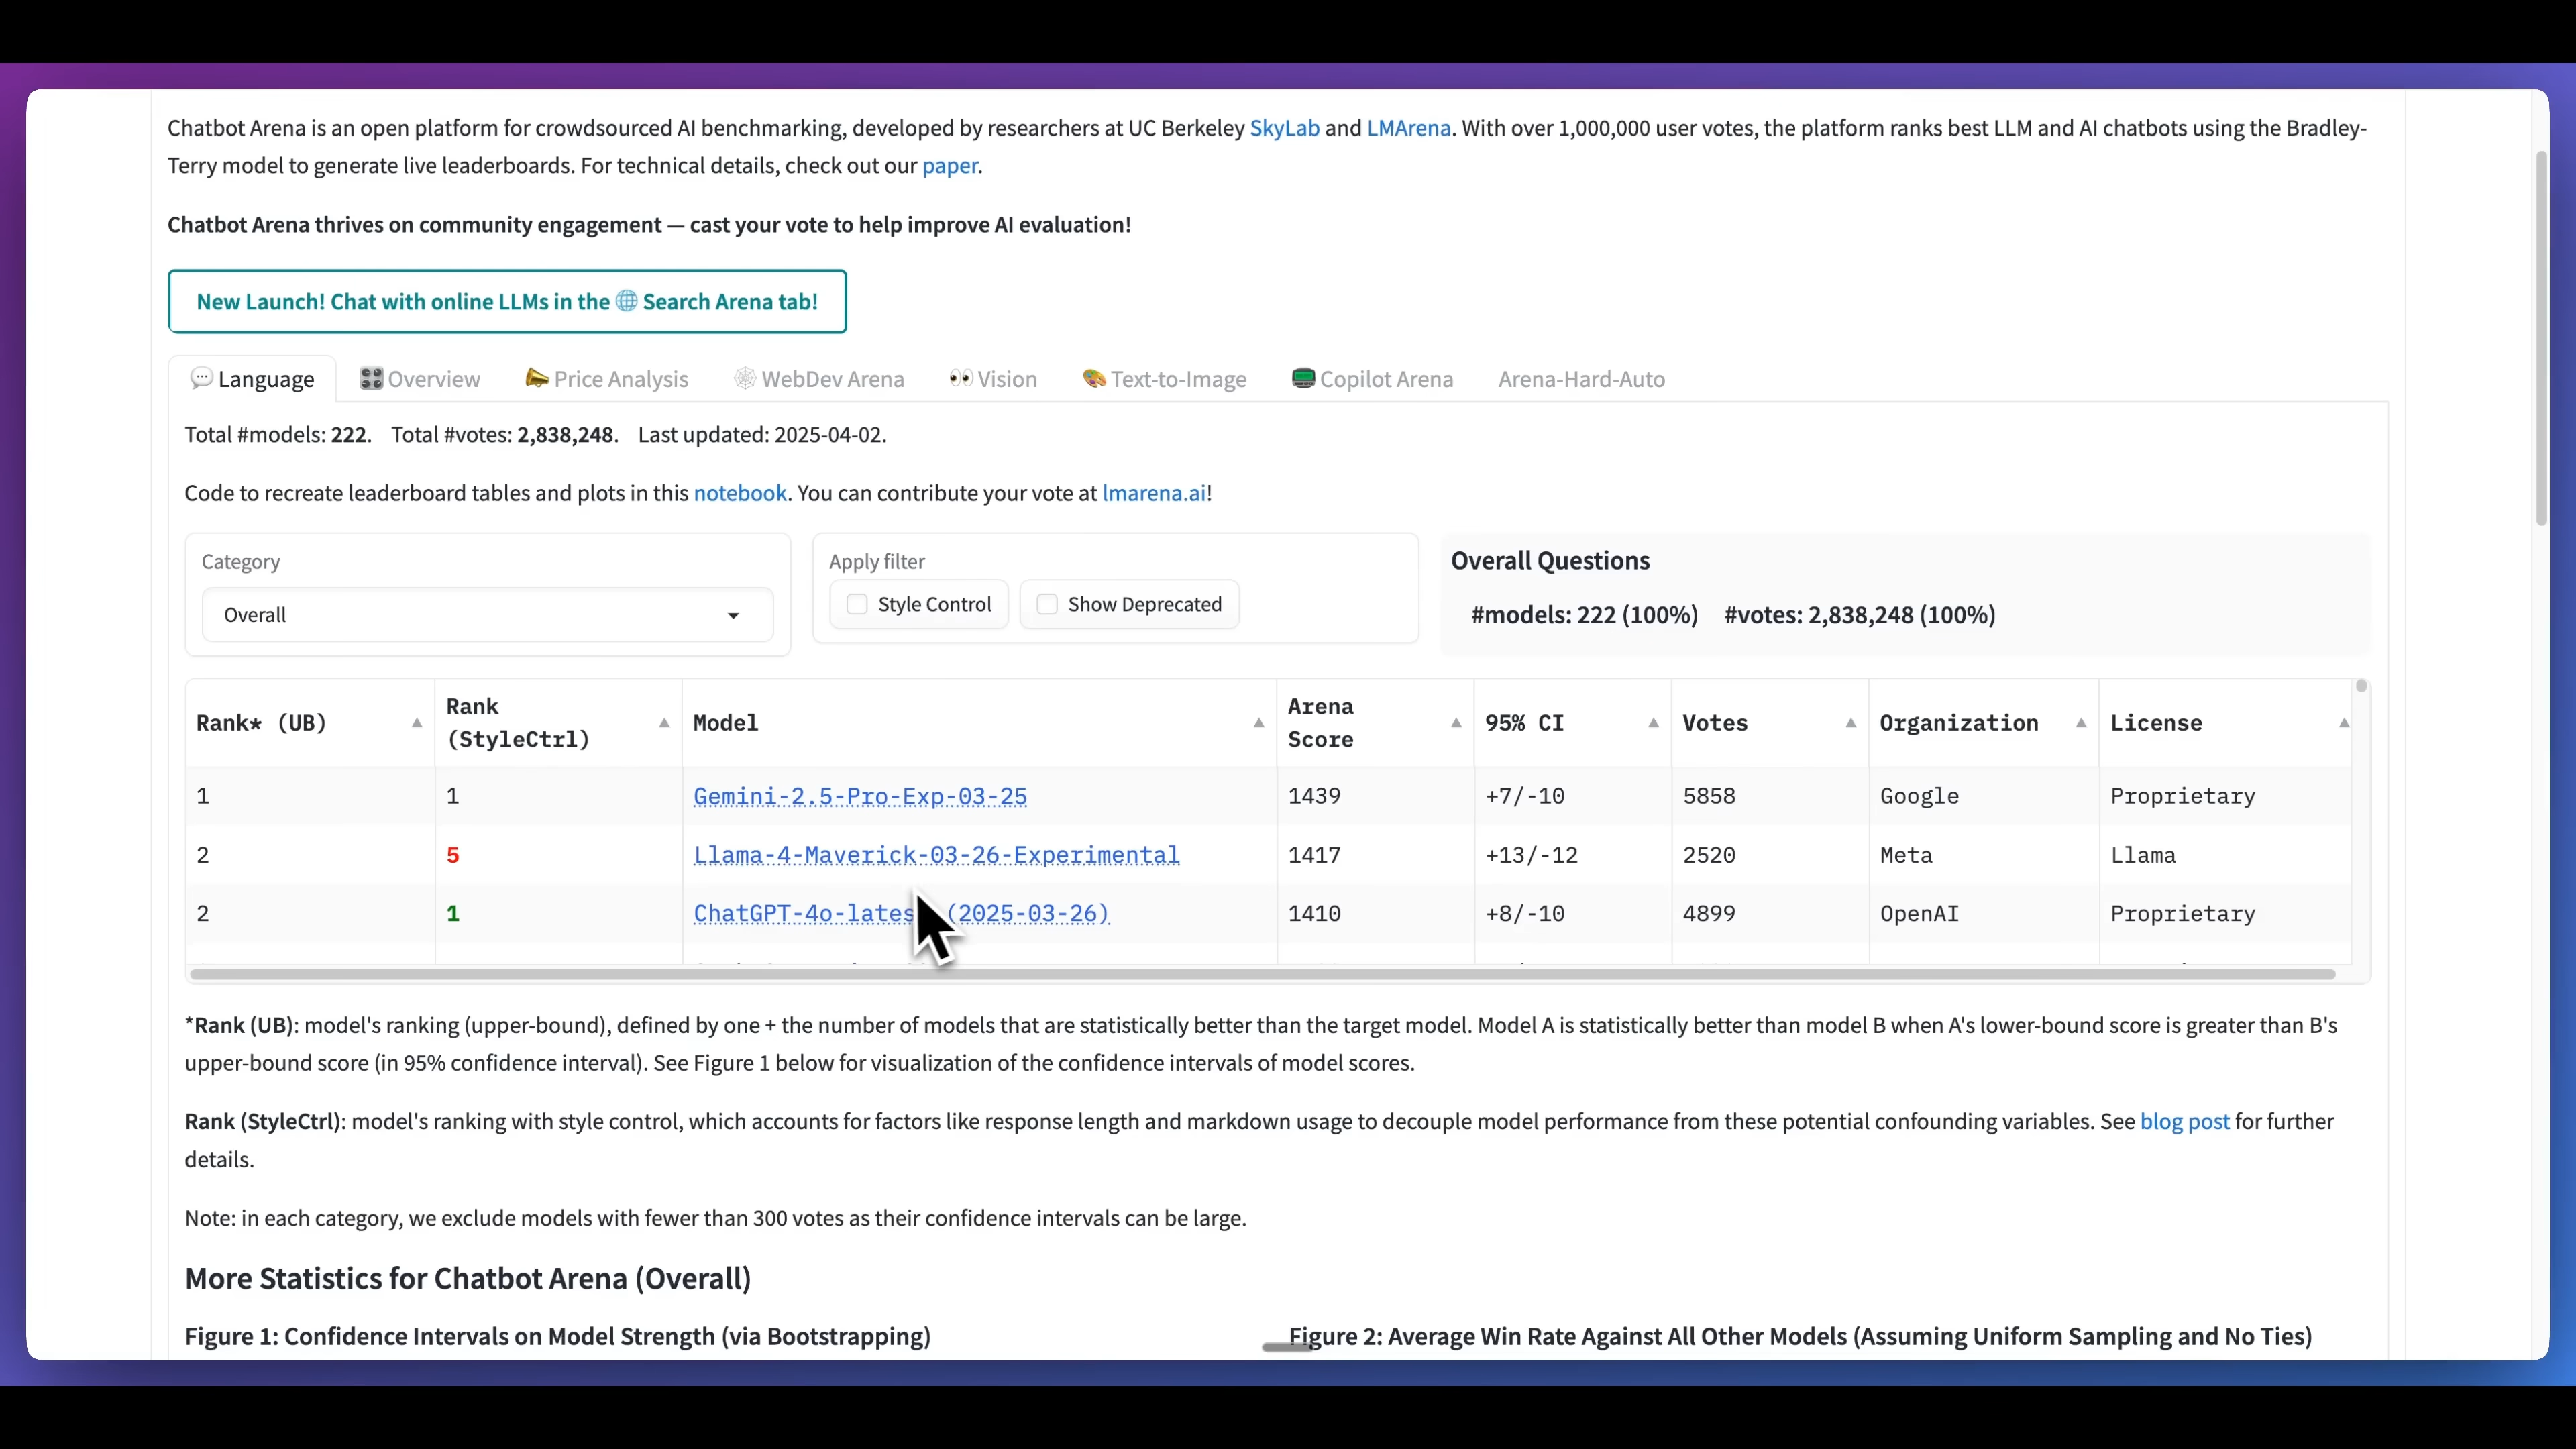 Chatbot Arena is an open platform for crowdsourced AI benchmarking, developed by researchers at UC Berkeley SkyLab and LMArena. With over 1,000,000 user votes, the platform ranks best LLM and AI chatbots using the Bradley-
Terry model to generate live leaderboards. For technical details, check out our paper.
Chatbot Arena thrives on community engagement — cast your vote to help improve AI evaluation!
New Launch! Chat with online LLMs in the 🌐 Search Arena tab!
Language Overview Price Analysis WebDev Arena Vision Text-to-Image Copilot Arena Arena-Hard-Auto
Total #models: 222. Total #votes: 2,838,248. Last updated: 2025-04-02.
Code to recreate leaderboard tables and plots in this notebook. You can contribute your vote at lmarena.ai!
Category
Overall
Apply filter
Style Control Show Deprecated
Overall Questions
#models: 222 (100%) #votes: 2,838,248 (100%)
Rank* (UB) Rank (StyleCtrl) Model Arena Score 95% CI Votes Organization License
1 1 Gemini-2.5-Pro-Exp-03-25 1439 +7/-10 5858 Google Proprietary
2 5 Llama-4-Maverick-03-26-Experimental 1417 +13/-12 2520 Meta Llama
2 1 ChatGPT-4o-lates (2025-03-26) 1410 +8/-10 4899 OpenAI Proprietary
*Rank (UB): model's ranking (upper-bound), defined by one + the number of models that are statistically better than the target model. Model A is statistically better than model B when A's lower-bound score is greater than B's
upper-bound score (in 95% confidence interval). See Figure 1 below for visualization of the confidence intervals of model scores.
Rank (StyleCtrl): model's ranking with style control, which accounts for factors like response length and markdown usage to decouple model performance from these potential confounding variables. See blog post for further
details.
Note: in each category, we exclude models with fewer than 300 votes as their confidence intervals can be large.
More Statistics for Chatbot Arena (Overall)
Figure 1: Confidence Intervals on Model Strength (via Bootstrapping)
Figure 2: Average Win Rate Against All Other Models (Assuming Uniform Sampling and No Ties)